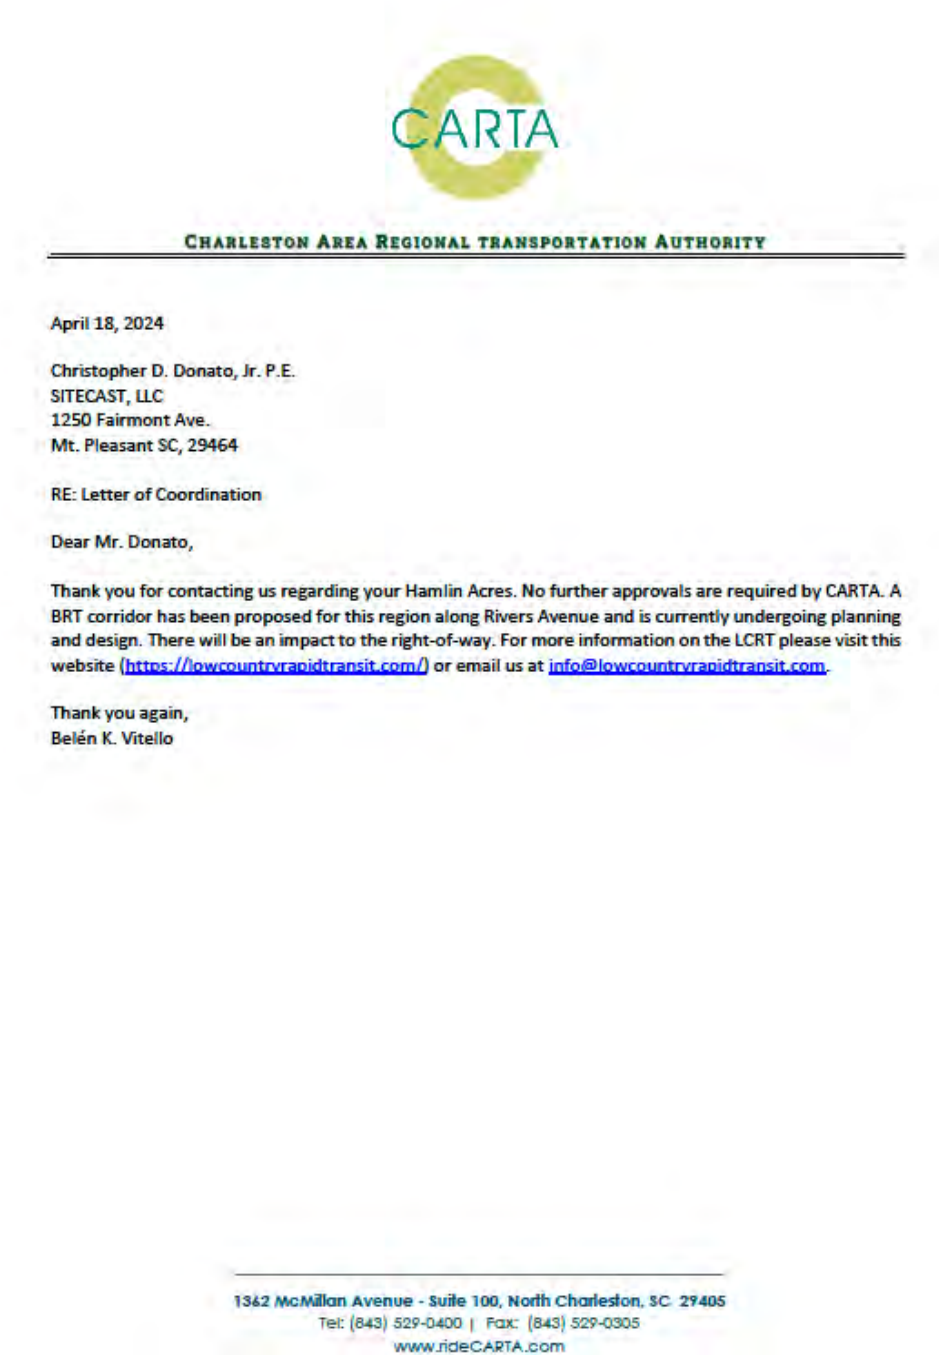 CARTA
CHARLESTON AREA REGIONAL TRANSPORTATION AUTHORITY
April 18, 2024
Christopher D. Donato, Jr. P.E.
SITECAST, LLC
1250 Fairmont Ave.
Mt. Pleasant SC, 29464
RE: Letter of Coordination
Dear Mr. Donato,
Thank you for contacting us regarding your Hamlin Acres. No further approvals are required by CARTA. A
BRT corridor has been proposed for this region along Rivers Avenue and is currently undergoing planning
and design. There will be an impact to the right-of-way. For more information on the LCRT please visit this
website (https://lowcountryrapidtransit.com/) or email us at info@lowcountryrapidtransit.com.
Thank you again,
Belén K. Vitello
1362 McMillan Avenue - Suite 100, North Charleston, SC 29405
Tel: (843) 529-0400 | Fax: (843) 529-0305
www.rideCARTA.com